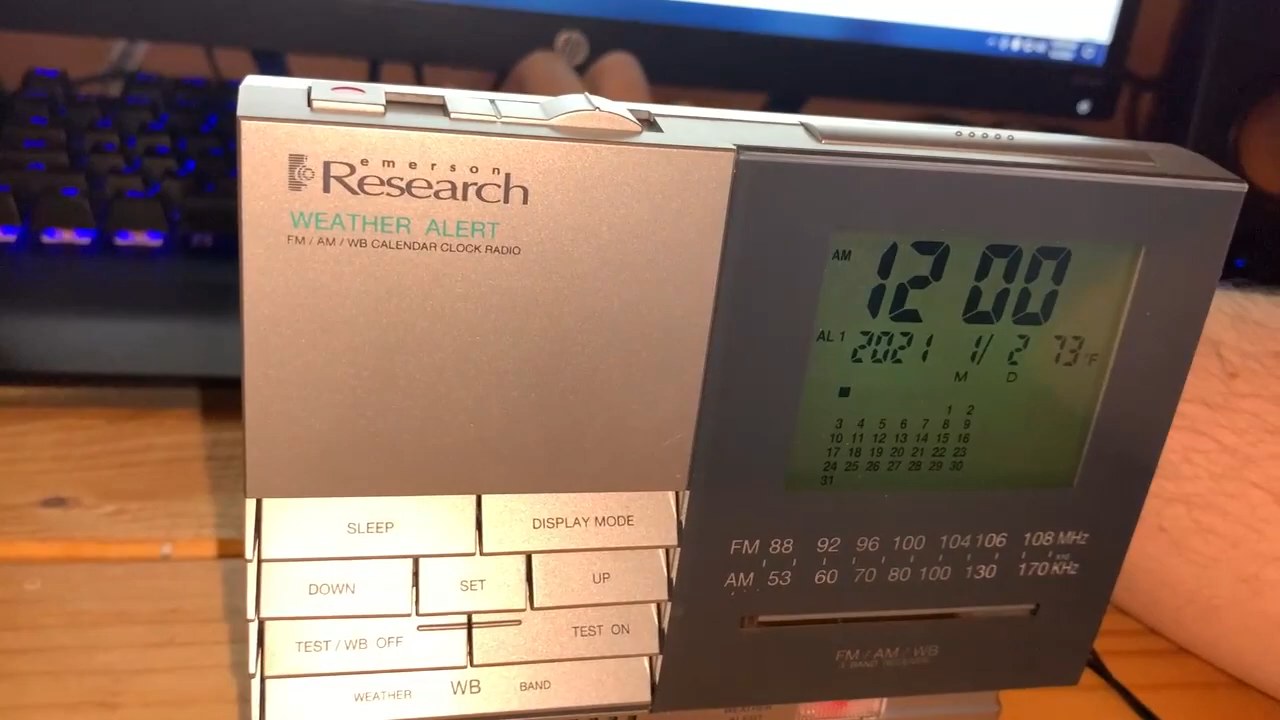 emerson
Research
WEATHER ALERT
FM / AM / WB CALENDAR CLOCK RADIO
AM 12 00
AL 1 2021 1/ 2 73 °F
M D
1 2
3 4 5 6 7 8 9
10 11 12 13 14 15 16
17 18 19 20 21 22 23
24 25 26 27 28 29 30
31
SLEEP DISPLAY MODE
DOWN SET UP
TEST / WB OFF TEST ON
WEATHER WB BAND
FM 88 92 96 100 104 106 108 MHz
AM 53 60 70 80 100 130 170 KHz
FM / AM / WB
WEATHER